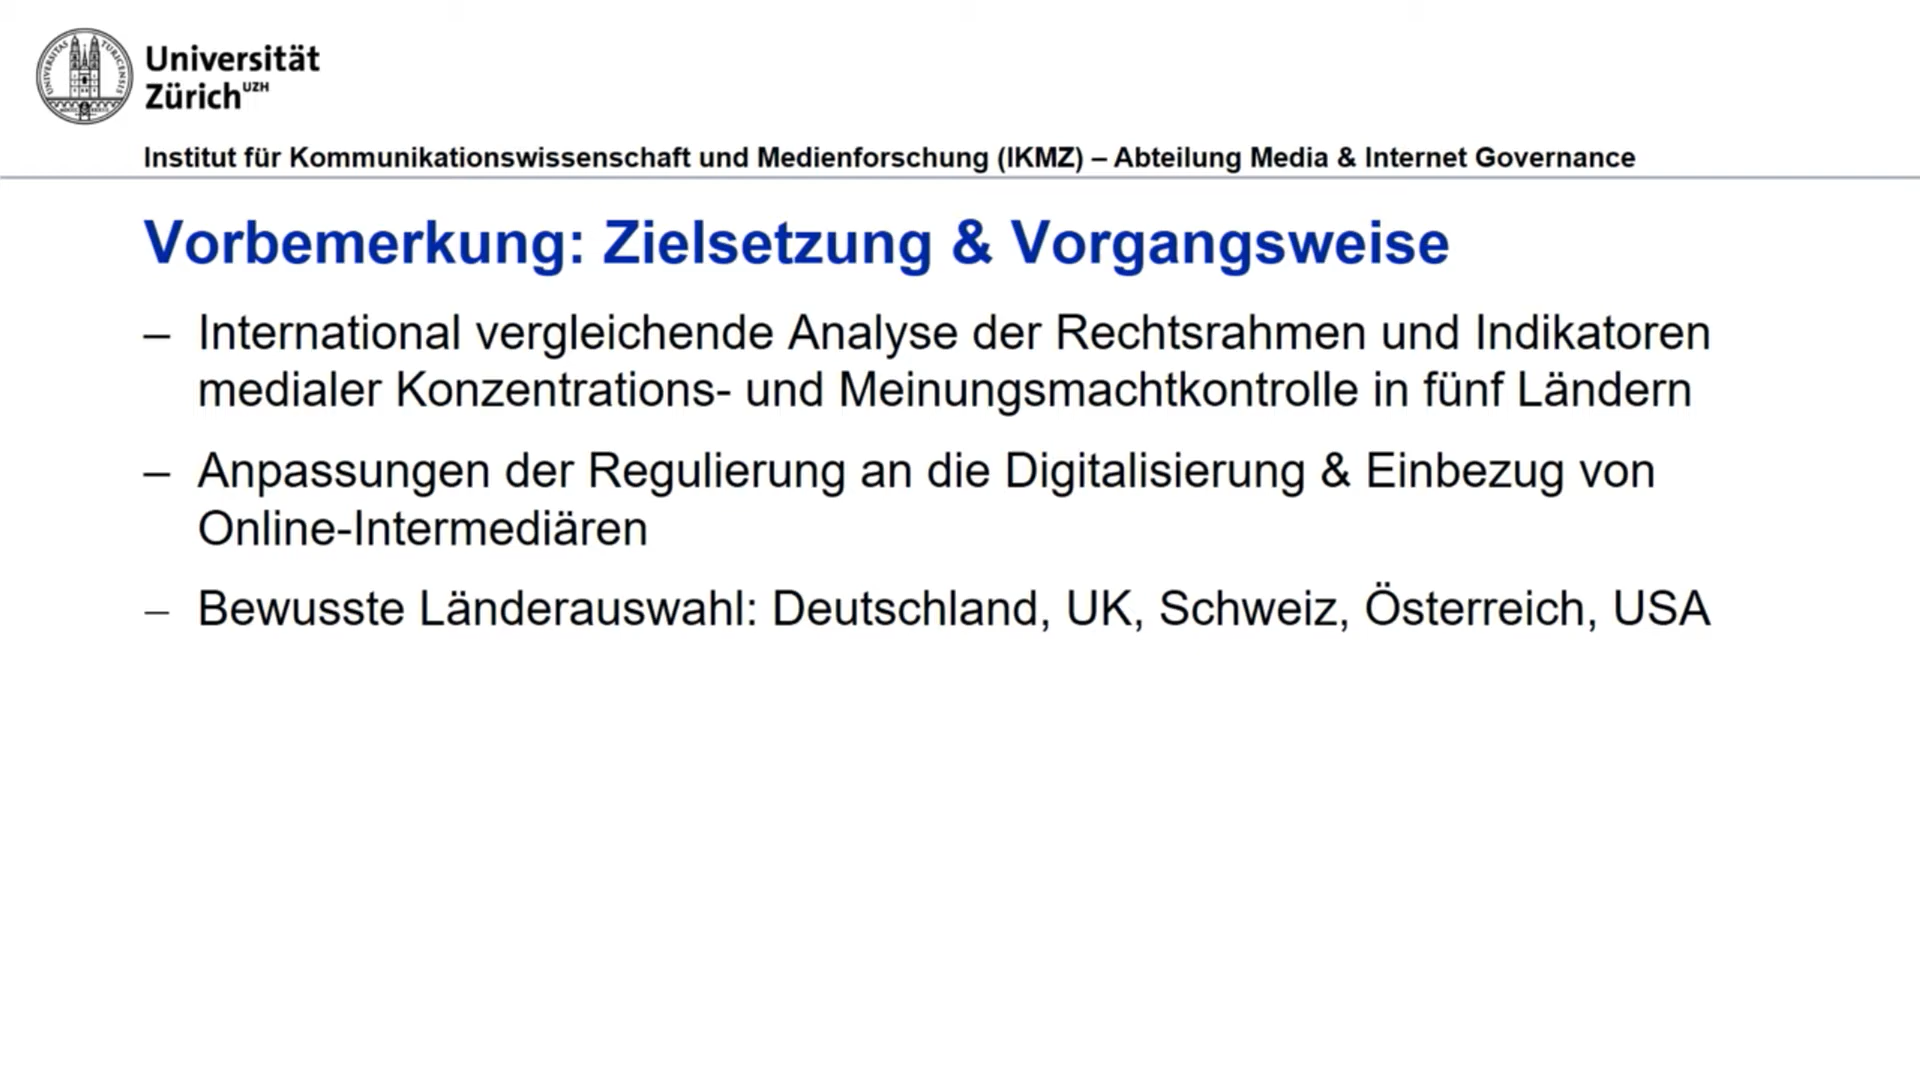 UNIVERSITAS TURICENSIS
Universität
Zürich UZH
Institut für Kommunikationswissenschaft und Medienforschung (IKMZ) – Abteilung Media & Internet Governance
Vorbemerkung: Zielsetzung & Vorgangsweise
– International vergleichende Analyse der Rechtsrahmen und Indikatoren
medialer Konzentrations- und Meinungsmachtkontrolle in fünf Ländern
– Anpassungen der Regulierung an die Digitalisierung & Einbezug von
Online-Intermediären
– Bewusste Länderauswahl: Deutschland, UK, Schweiz, Österreich, USA